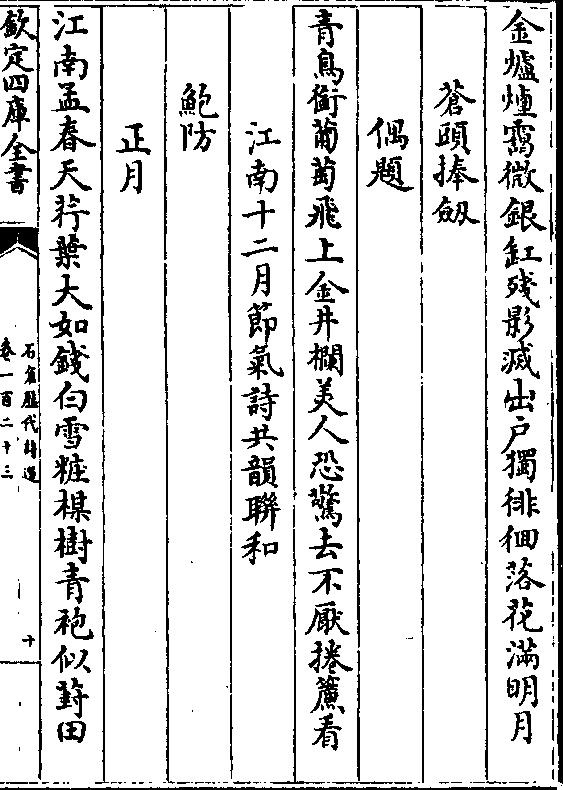 金爐煙靄微銀缸殘影滅出戶獨徘徊落花滿明月
蒼頭捧劔
偶題
青鳥銜葡萄飛上金井欄美人恐驚去不厭捲簾看
江南十二月節氣詩共韻聯和
鮑防
正月
江南孟春天荇葉大如錢白雪粧楳樹青袍似葑田
欽定四庫全書
石倉歷代詩選
卷一百二十三
十